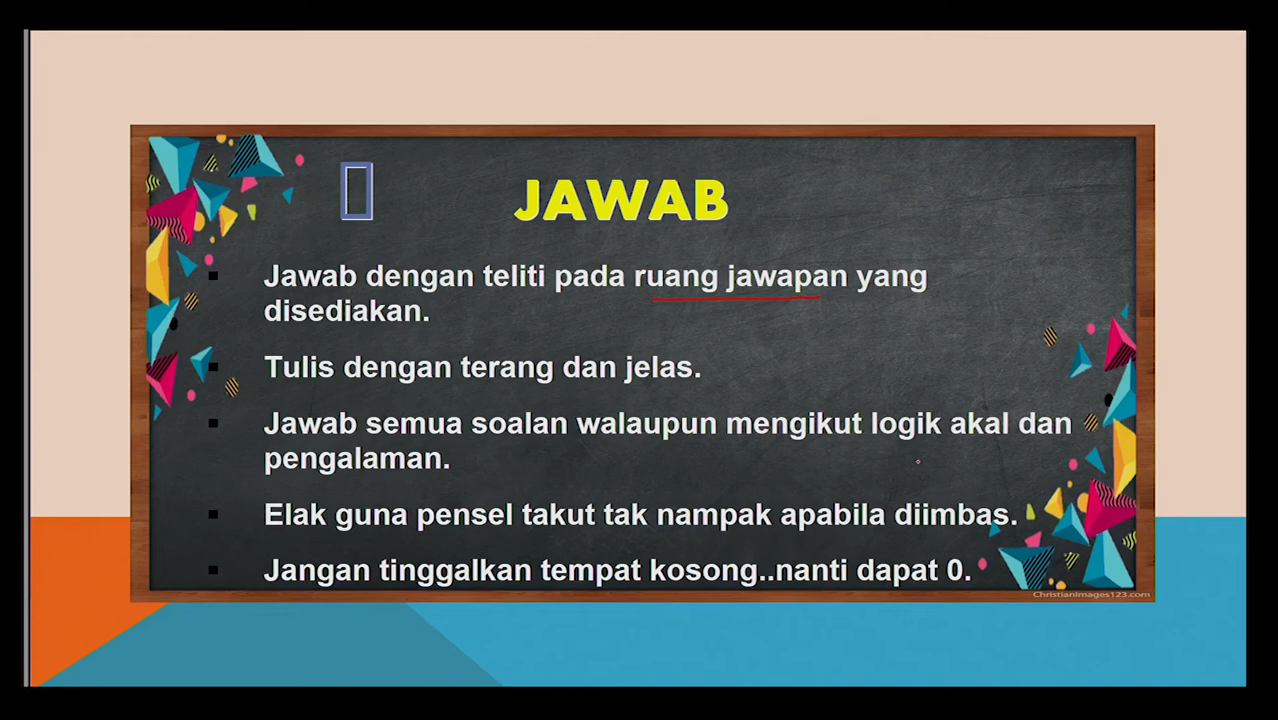 JAWAB
Jawab dengan teliti pada ruang jawapan yang
disediakan.
Tulis dengan terang dan jelas.
Jawab semua soalan walaupun mengikut logik akal dan
pengalaman.
Elak guna pensel takut tak nampak apabila diimbas.
Jangan tinggalkan tempat kosong..nanti dapat 0.
ChristianImages123.com